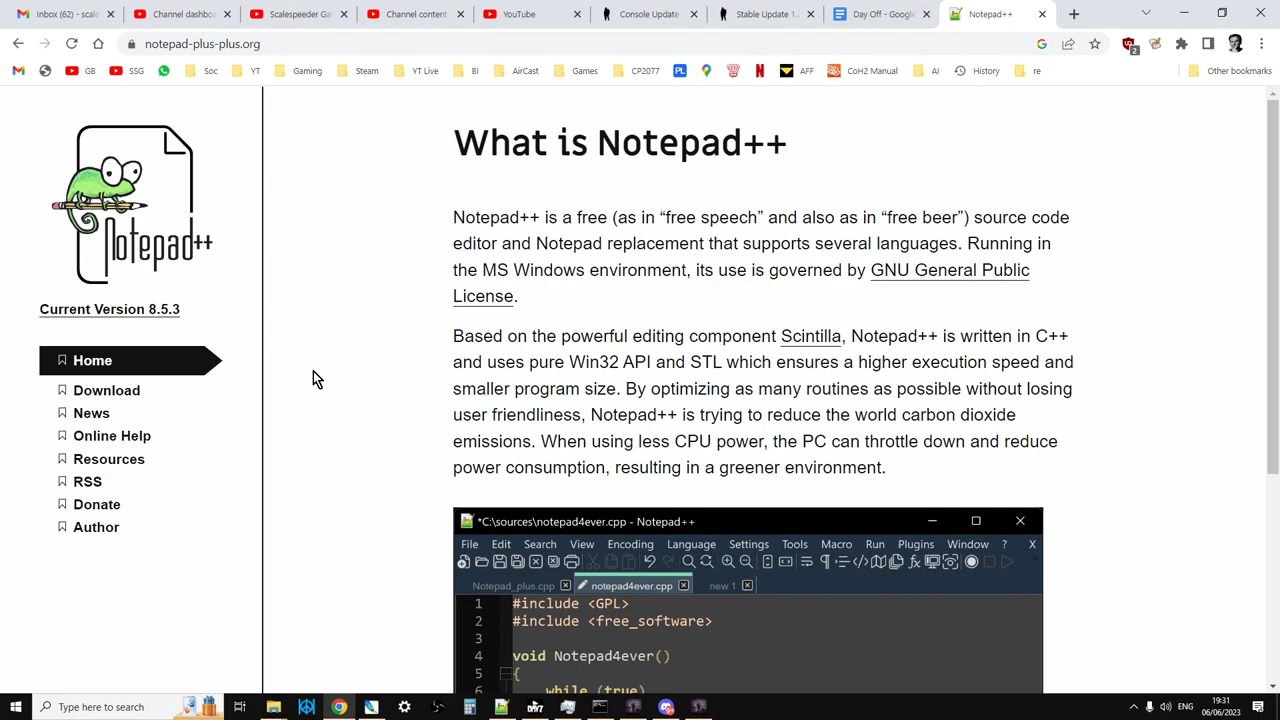 Inbox (62) - scale
Channel dashbo
Scalespeeder Gam
Channel content
YouTube
Console Update
Stable Update 1.
Day Off - Google
Notepad++
notepad-plus-plus.org
2
GB
SSG
Soc
YT
Gaming
Steam
YT Live
BI
AirCast
Games
CP2077
PL
AFF
CoH2 Manual
AI
History
re
Other bookmarks
Notepad++
Current Version 8.5.3
Home
Download
News
Online Help
Resources
RSS
Donate
Author
What is Notepad++
Notepad++ is a free (as in “free speech” and also as in “free beer”) source code
editor and Notepad replacement that supports several languages. Running in
the MS Windows environment, its use is governed by GNU General Public
License.
Based on the powerful editing component Scintilla, Notepad++ is written in C++
and uses pure Win32 API and STL which ensures a higher execution speed and
smaller program size. By optimizing as many routines as possible without losing
user friendliness, Notepad++ is trying to reduce the world carbon dioxide
emissions. When using less CPU power, the PC can throttle down and reduce
power consumption, resulting in a greener environment.
*C:\sources\notepad4ever.cpp - Notepad++
File Edit Search View Encoding Language Settings Tools Macro Run Plugins Window ? X
Notepad_plus.cpp
notepad4ever.cpp
new 1
1 #include <GPL>
2 #include <free_software>
3
4 void Notepad4ever()
5 {
6 while (true)
Type here to search
ENG
19:31
06/06/2023